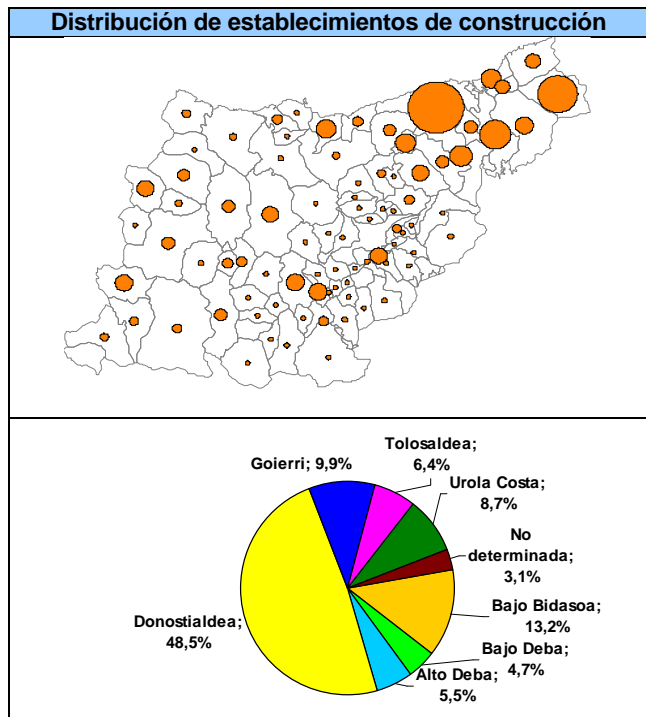 Distribución de establecimientos de construcción
Tolosaldea;
6,4%
Goierri; 9,9%
Urola Costa;
8,7%
No
determinada;
3,1%
Bajo Bidasoa;
13,2%
Donostialdea;
48,5%
Bajo Deba;
4,7%
Alto Deba;
5,5%